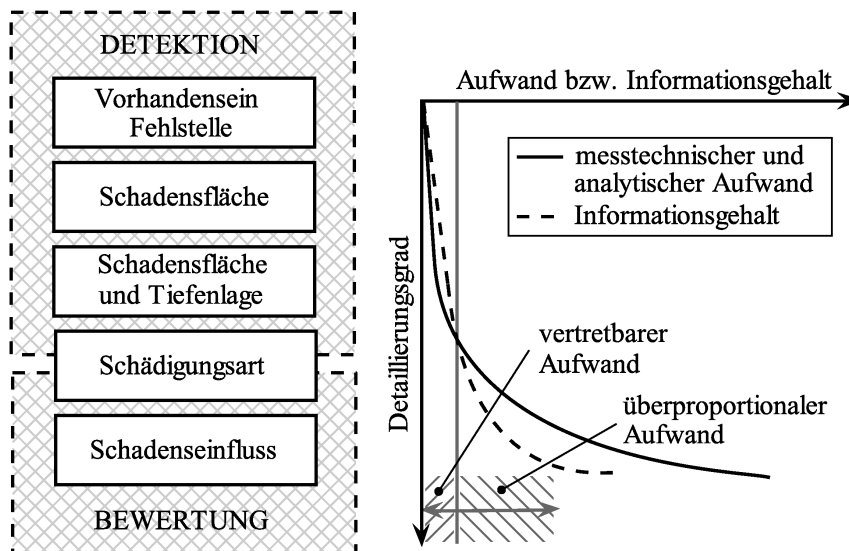 DETEKTION
Vorhandensein
Fehlstelle
Schadensfläche
Schadensfläche
und Tiefenlage
Schädigungsart
Schadenseinfluss
BEWERTUNG
Aufwand bzw. Informationsgehalt
messtechnischer und
analytischer Aufwand
Informationsgehalt
Detaillierungsgrad
vertretbarer
Aufwand
überproportionaler
Aufwand